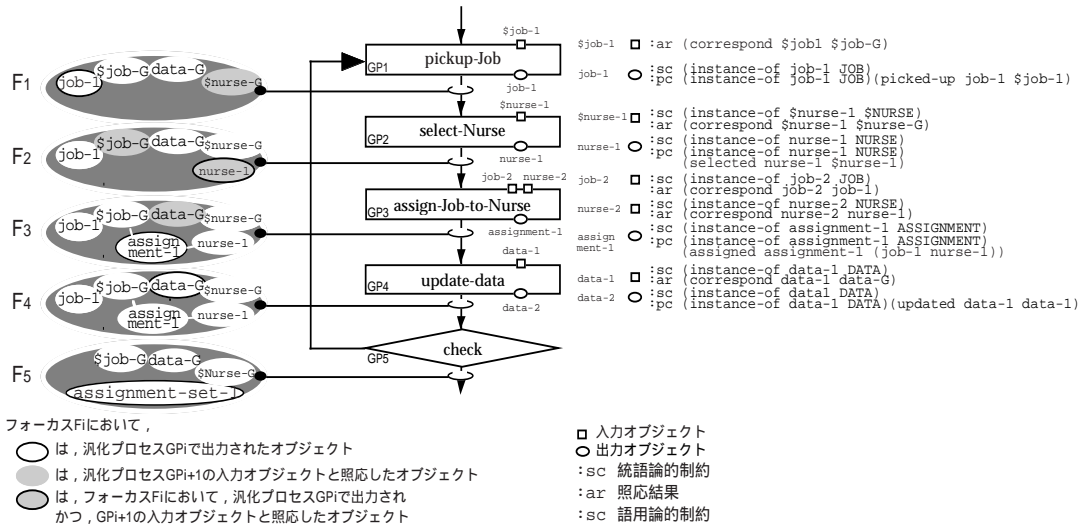 $job-1
pickup-Job
GP1
job-1
$nurse-1
select-Nurse
GP2
nurse-1
job-2 nurse-2
assign-Job-to-Nurse
GP3
assignment-1
data-1
update-data
GP4
data-2
check
GP5
F1
job-1 $job-G data-G $nurse-G
F2
job-1 $job-G data-G $nurse-G
nurse-1
F3
job-1 $job-G data-G $nurse-G
assign
ment-1
nurse-1
F4
job-1 $job-G data-G $nurse-G
assign
ment-1
nurse-1
F5
$job-G data-G
$Nurse-G
assignment-set-1
$job-1 :ar (correspond $job1 $job-G)
job-1 :sc (instance-of job-1 JOB)
:pc (instance-of job-1 JOB)(picked-up job-1 $job-1)
$nurse-1 :sc (instance-of $nurse-1 $NURSE)
:ar (correspond $nurse-1 $nurse-G)
nurse-1 :sc (instance-of nurse-1 NURSE)
:pc (instance-of nurse-1 NURSE)
(selected nurse-1 $nurse-1)
job-2 :sc (instance-of job-2 JOB)
:ar (correspond job-2 job-1)
nurse-2 :sc (instance-of nurse-2 NURSE)
:ar (correspond nurse-2 nurse-1)
assign
ment-1
:sc (instance-of assignment-1 ASSIGNMENT)
:pc (instance-of assignment-1 ASSIGNMENT)
(assigned assignment-1 (job-1 nurse-1))
data-1 :sc (instance-of data-1 DATA)
:ar (correspond data-1 data-G)
data-2 :sc (instance-of data1 DATA)
:pc (instance-of data-1 DATA)(updated data-1 data-1)
フォーカスFiにおいて，
は，汎化プロセスGPiで出力されたオブジェクト
は，汎化プロセスGPi+1の入力オブジェクトと照応したオブジェクト
は，フォーカスFiにおいて，汎化プロセスGPiで出力され
かつ，GPi+1の入力オブジェクトと照応したオブジェクト
入力オブジェクト
出力オブジェクト
:sc 統語論的制約
:ar 照応結果
:sc 語用論的制約